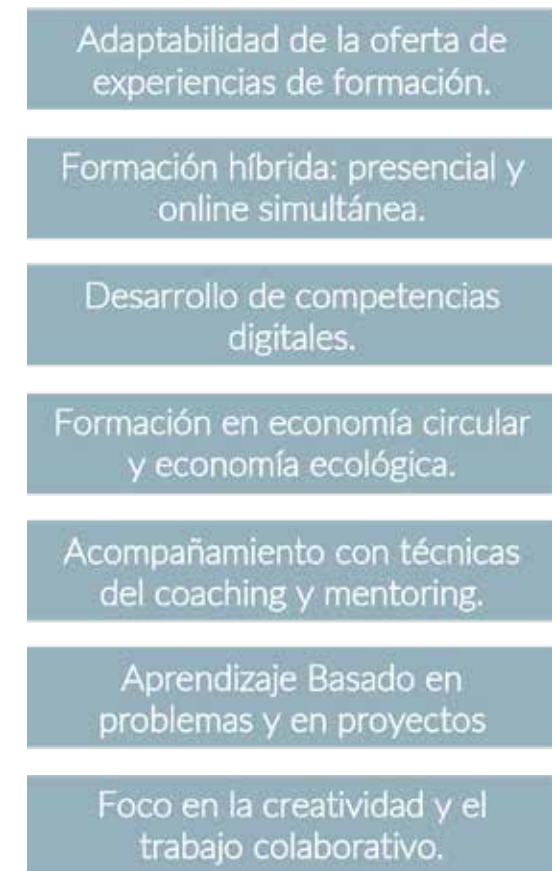 Adaptabilidad de la oferta de
experiencias de formación.
Formación híbrida: presencial y
online simultánea.
Desarrollo de competencias
digitales.
Formación en economía circular
y economía ecológica.
Acompañamiento con técnicas
del coaching y mentoring.
Aprendizaje Basado en
problemas y en proyectos
Foco en la creatividad y el
trabajo colaborativo.